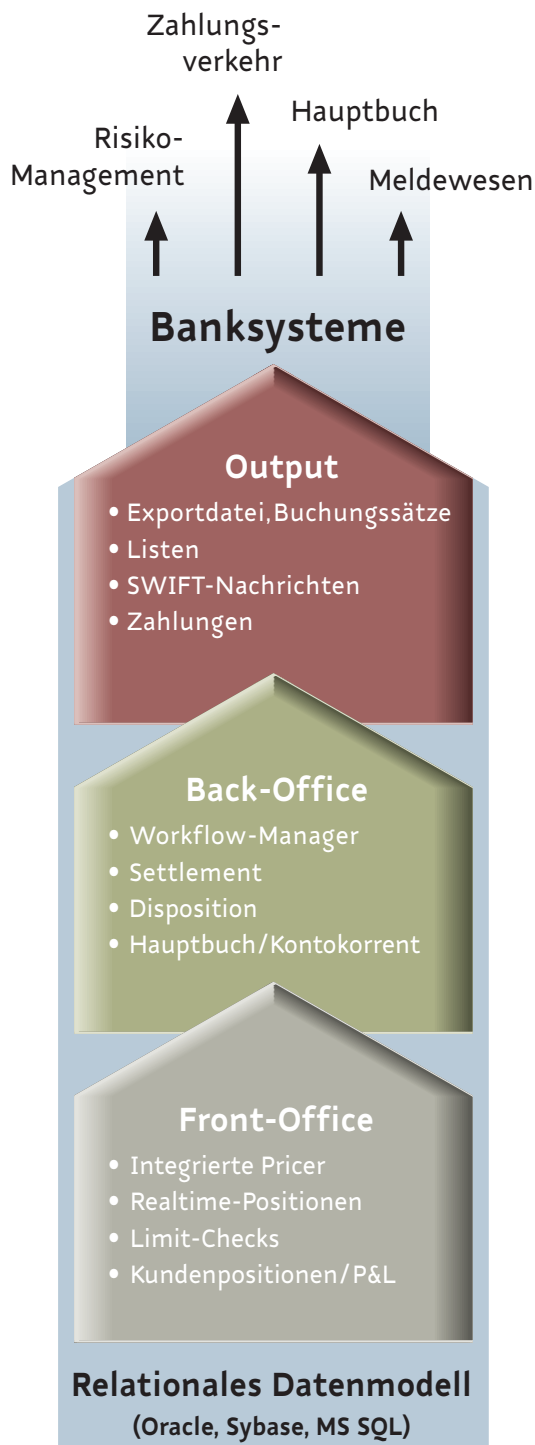 Zahlungs-
verkehr
Hauptbuch
Risiko-
Management
Meldewesen
Banksysteme
Output
• Exportdatei,Buchungssätze
• Listen
• SWIFT-Nachrichten
• Zahlungen
Back-Office
• Workflow-Manager
• Settlement
• Disposition
• Hauptbuch/Kontokorrent
Front-Office
• Integrierte Pricer
• Realtime-Positionen
• Limit-Checks
• Kundenpositionen/P&L
Relationales Datenmodell
(Oracle, Sybase, MS SQL)